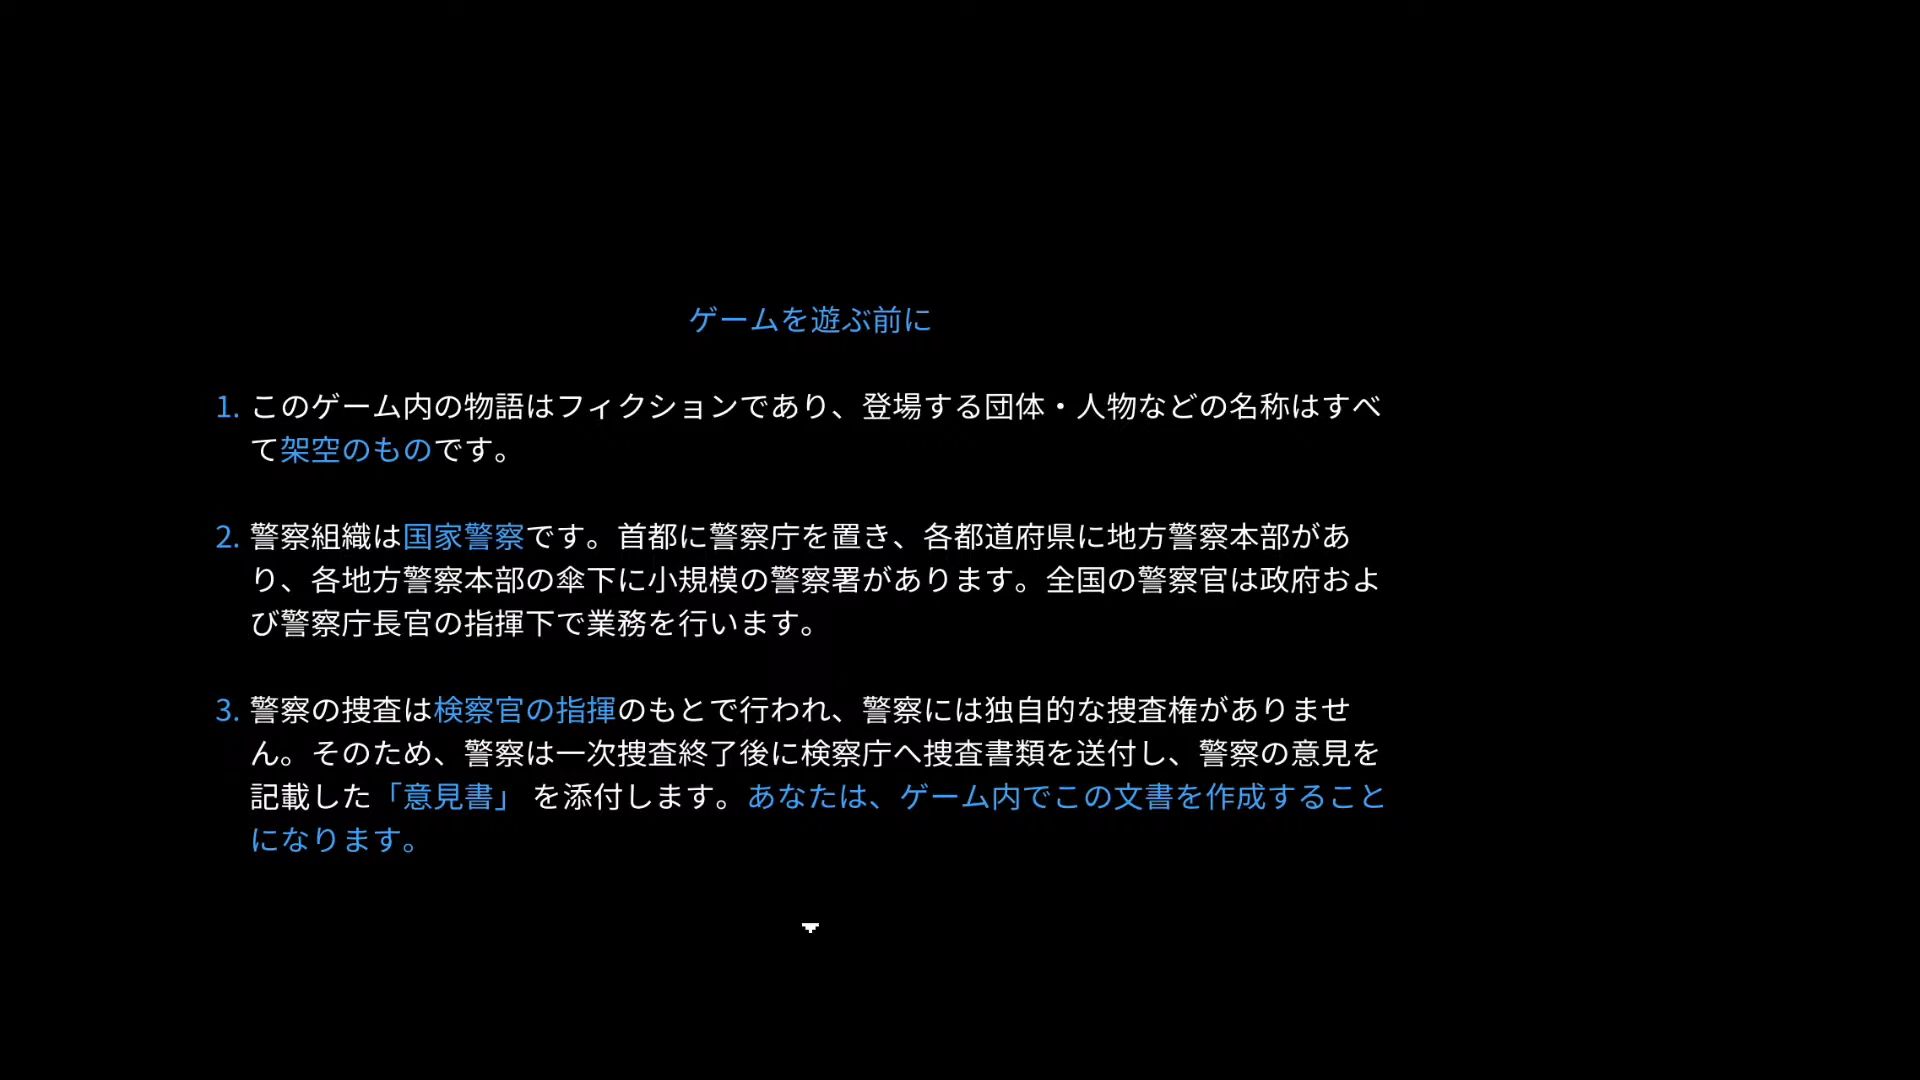 ゲームを遊ぶ前に
1. このゲーム内の物語はフィクションであり、登場する団体・人物などの名称はすべ
て架空のものです。
2. 警察組織は国家警察です。首都に警察庁を置き、各都道府県に地方警察本部があ
り、各地方警察本部の傘下に小規模の警察署があります。全国の警察官は政府およ
び警察庁長官の指揮下で業務を行います。
3. 警察の捜査は検察官の指揮のもとで行われ、警察には独自的な捜査権がありませ
ん。そのため、警察は一次捜査終了後に検察庁へ捜査書類を送付し、警察の意見を
記載した「意見書」 を添付します。あなたは、ゲーム内でこの文書を作成すること
になります。